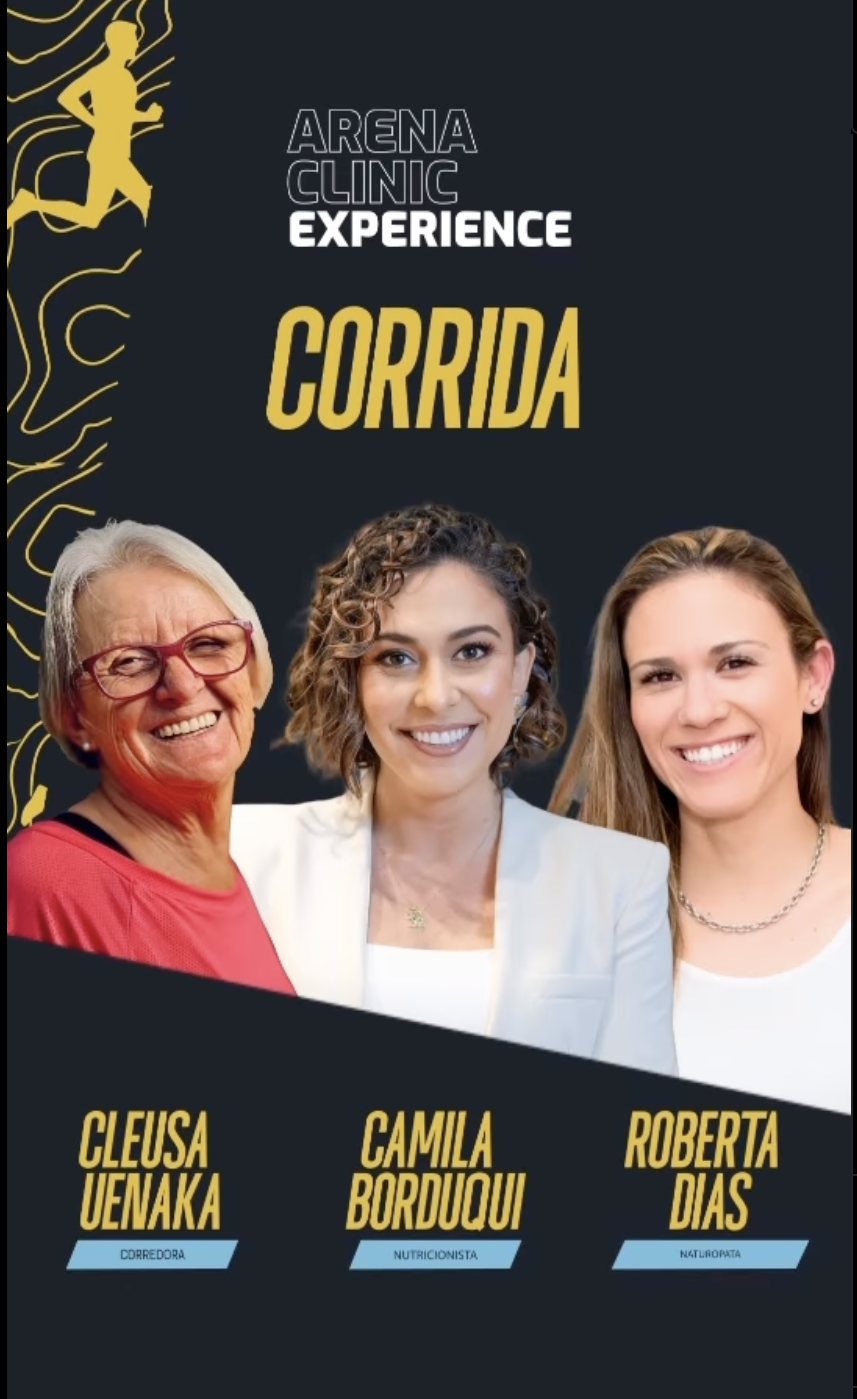 ARENA
CLINIC
EXPERIENCE
CORRIDA
CLEUSA
UENAKA
CORREDORA
CAMILA
BORDUQUI
NUTRICIONISTA
ROBERTA
DIAS
NATUROPATA